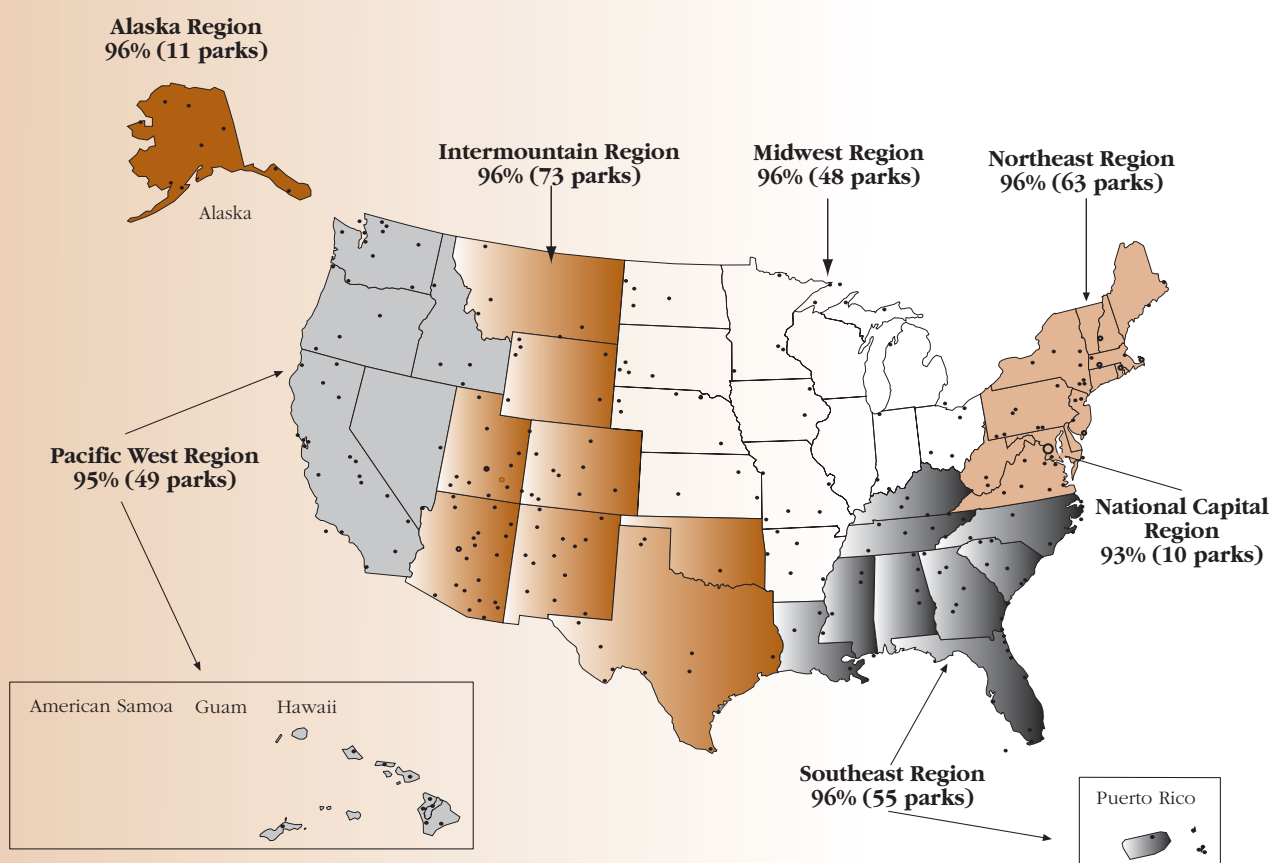 Alaska Region
96% (11 parks)
Alaska
Intermountain Region
96% (73 parks)
Midwest Region
96% (48 parks)
Northeast Region
96% (63 parks)
Pacific West Region
95% (49 parks)
National Capital
Region
93% (10 parks)
American Samoa Guam Hawaii
Southeast Region
96% (55 parks)
Puerto Rico